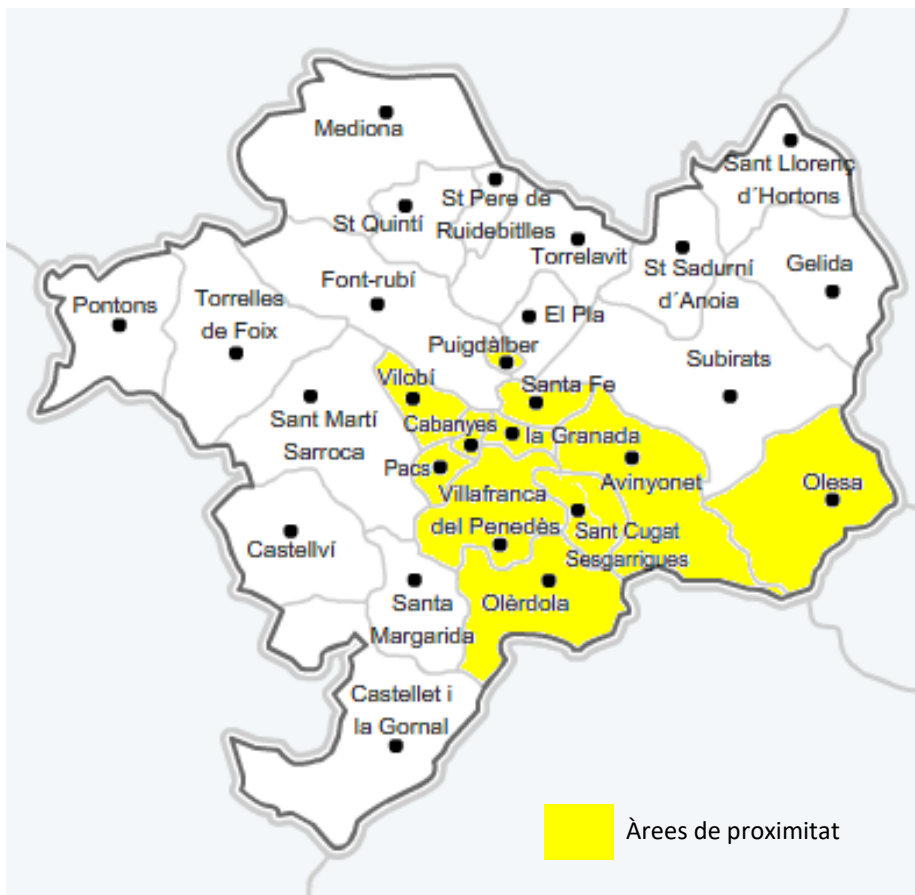 Mediona
Sant Llorenç
d´Hortons
St Pere de
Ruidebitlles
St Quintí
Torrelavit
St Sadurní
d´Anoia
Gelida
Font-rubí
Pontons
Torrelles
de Foix
El Pla
Puigdàlber
Subirats
Vilobí
Santa Fe
Sant Martí
Sarroca
Cabanyes
la Granada
Pacs
Avinyonet
Olesa
Villafranca
del Penedès
Sant Cugat
Sesgarrigues
Castellví
Santa
Margarida
Olèrdola
Castellet i
la Gornal
Àrees de proximitat